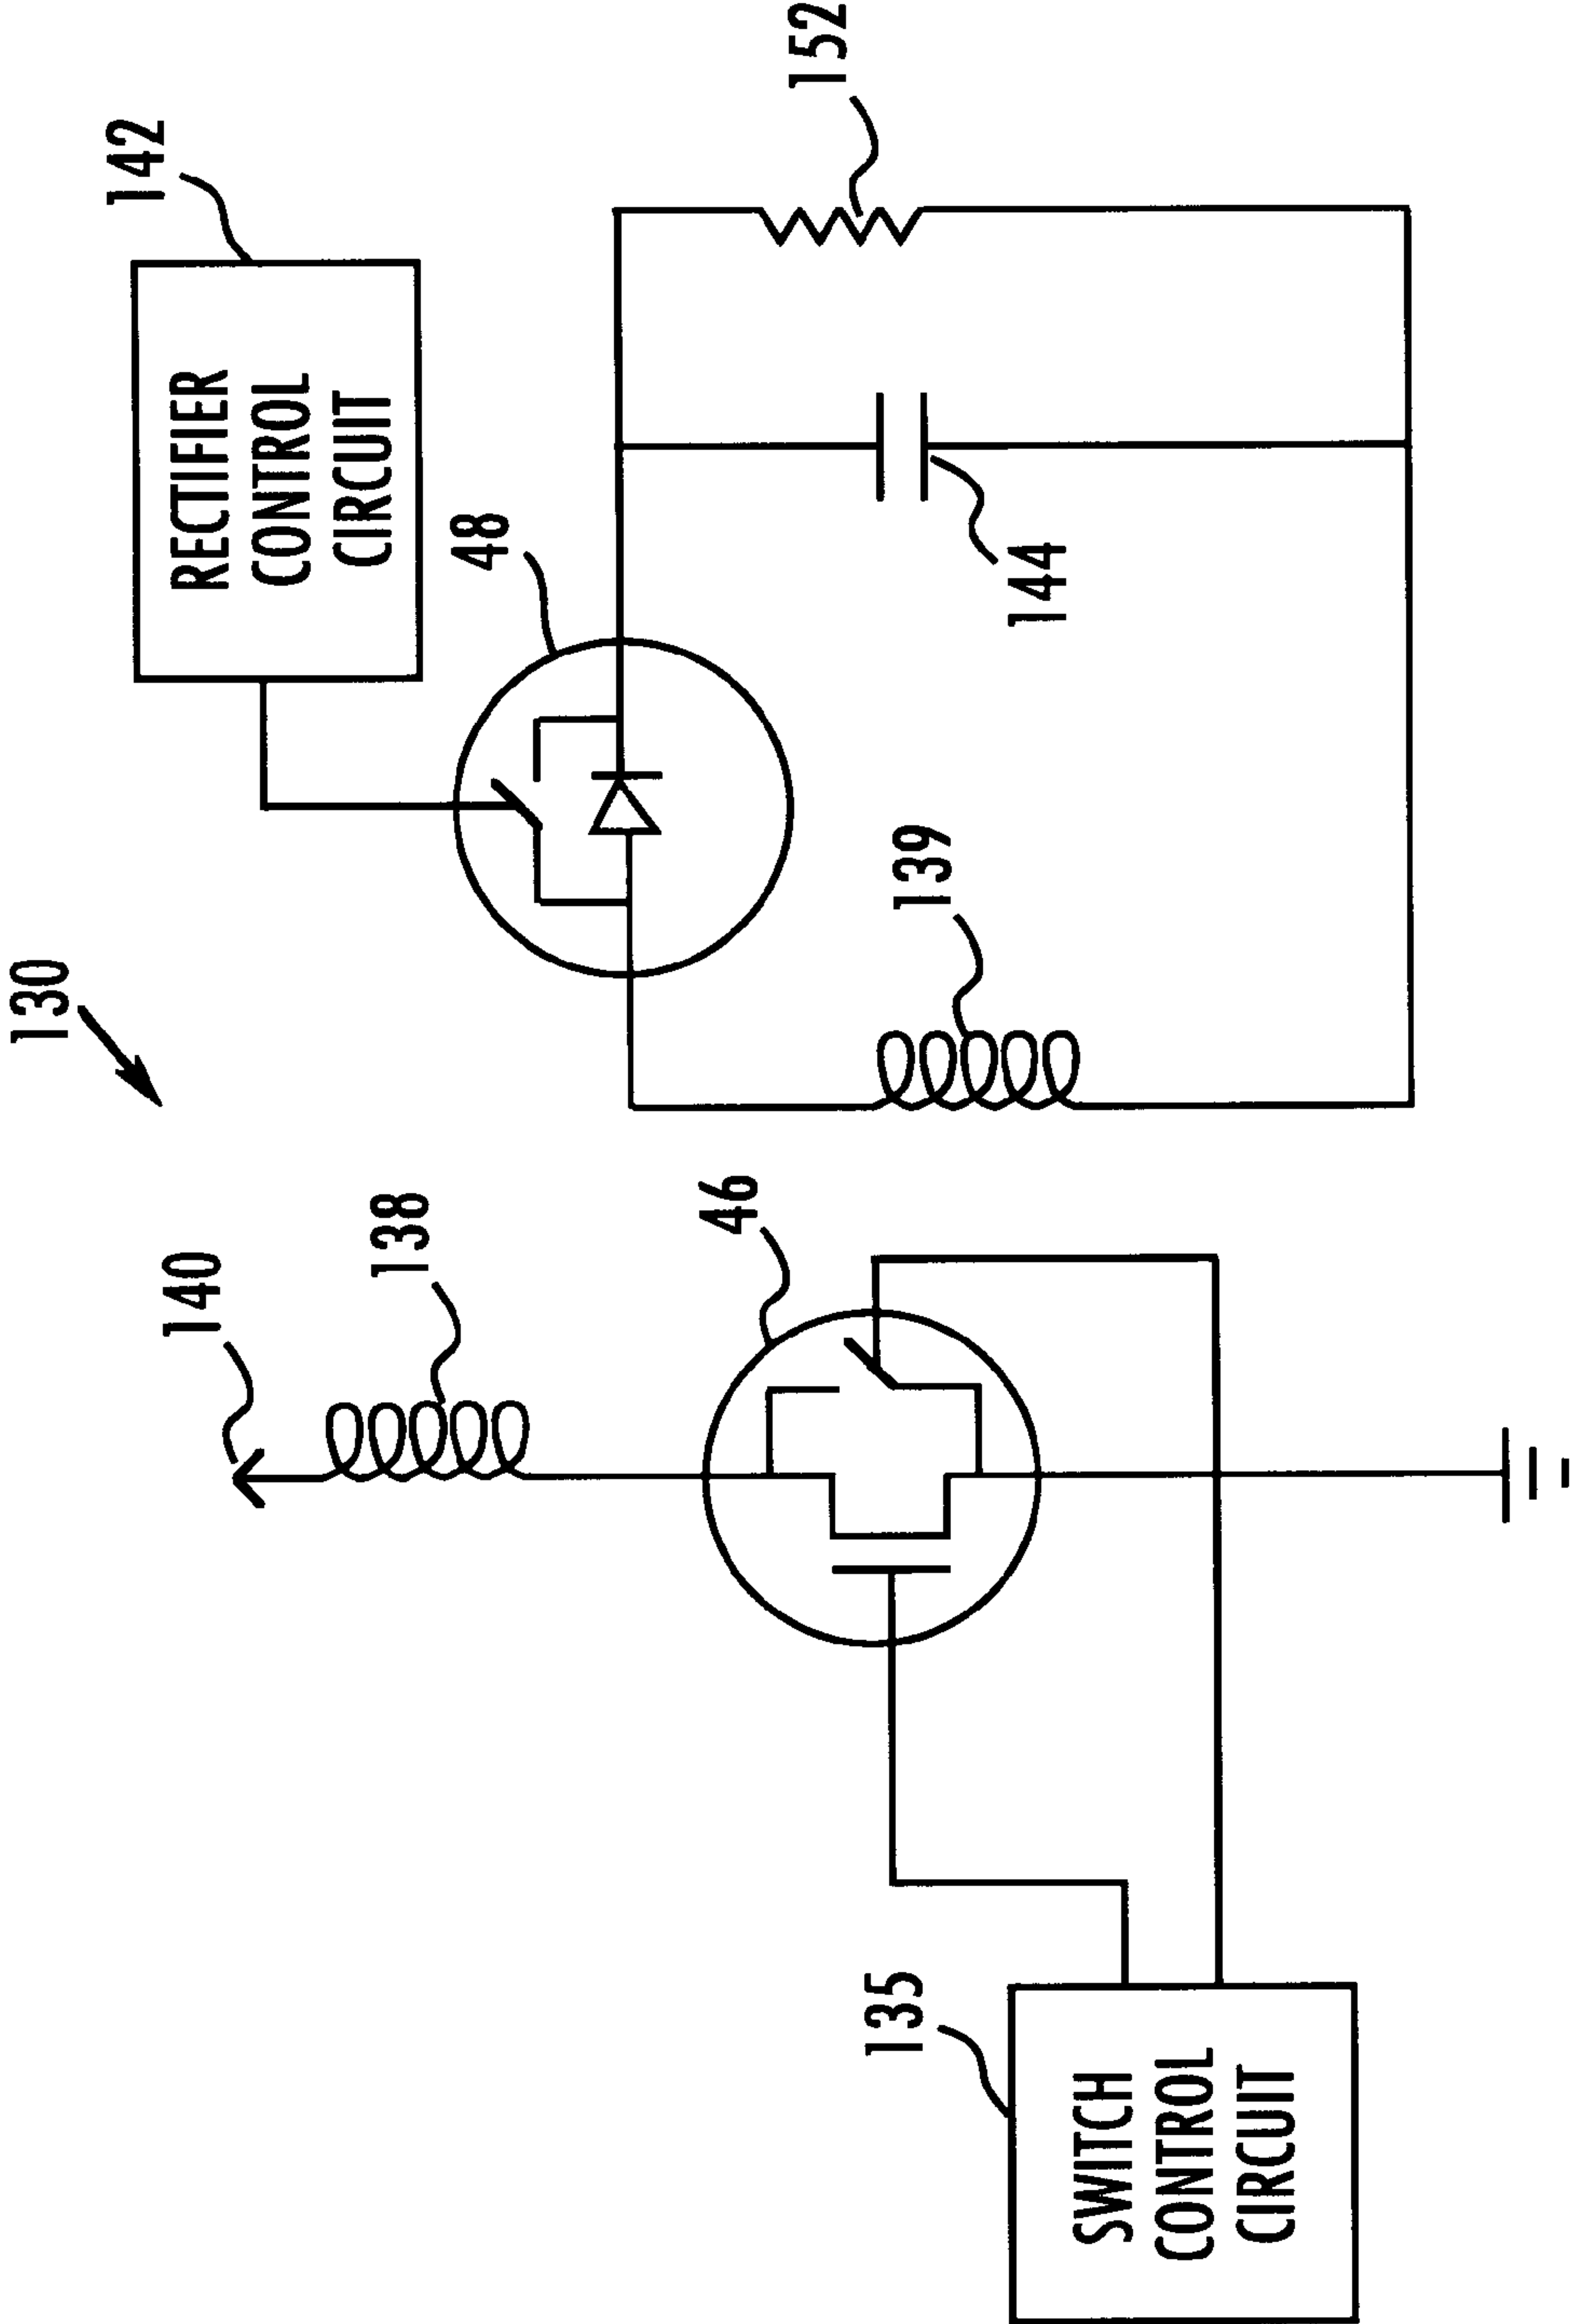 130
142
RECTIFIER
CONTROL
CIRCUIT
140
138
48
152
46
139
135
144
SWITCH
CONTROL
CIRCUIT